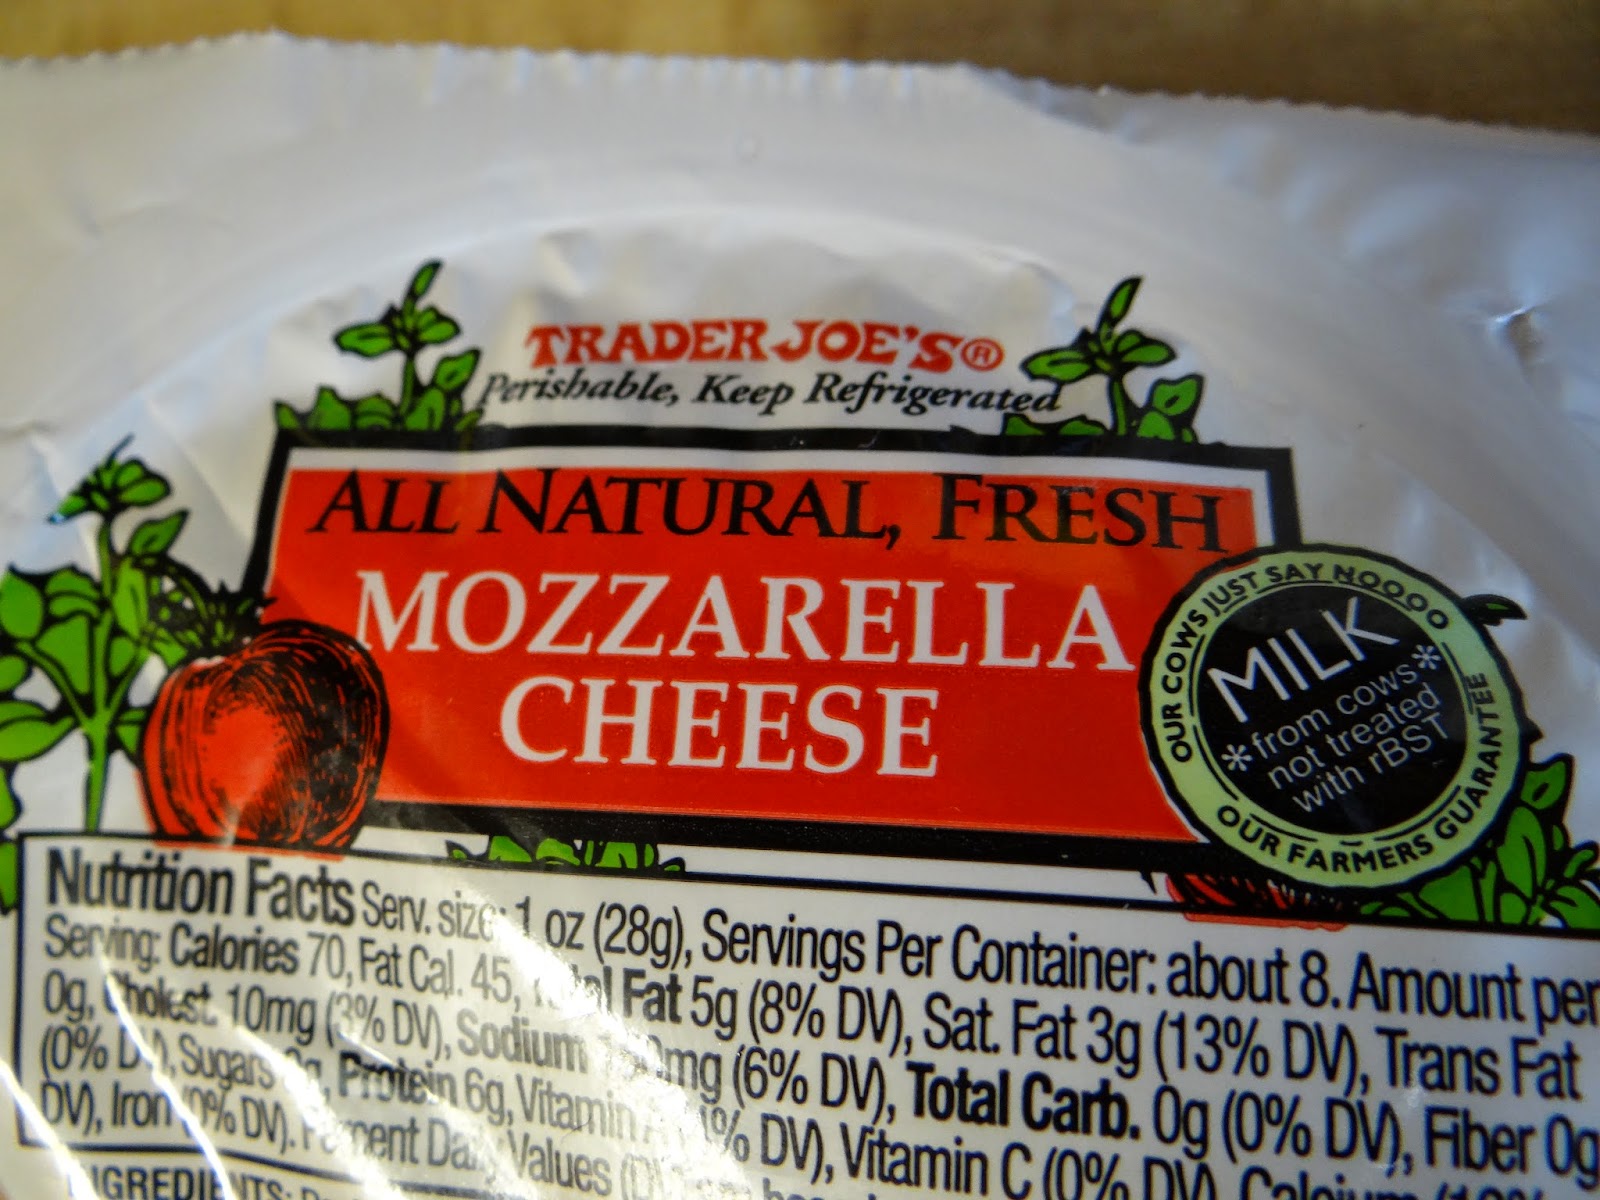 TRADER JOE'S®
Perishable, Keep Refrigerated
ALL NATURAL, FRESH
MOZZARELLA
CHEESE
OUR COWS JUST SAY NOOOO
MILK
*from cows*
not treated
with rBST
OUR FARMERS GUARANTEE
Nutrition Facts Serv. size: 1 oz (28g), Servings Per Container: about 8. Amount per
Serving: Calories 70, Fat Cal. 45, Total Fat 5g (8% DV), Sat. Fat 3g (13% DV), Trans Fat
0g, Cholest. 10mg (3% DV), Sodium (6% DV), Total Carb. 0g (0% DV), Fiber 0g
(0% DV), Sugars Protein 6g, Vitamin A DV), Vitamin C (0% DV),
DV), Iron (0% DV). Percent Daily Values
INGREDIENTS: